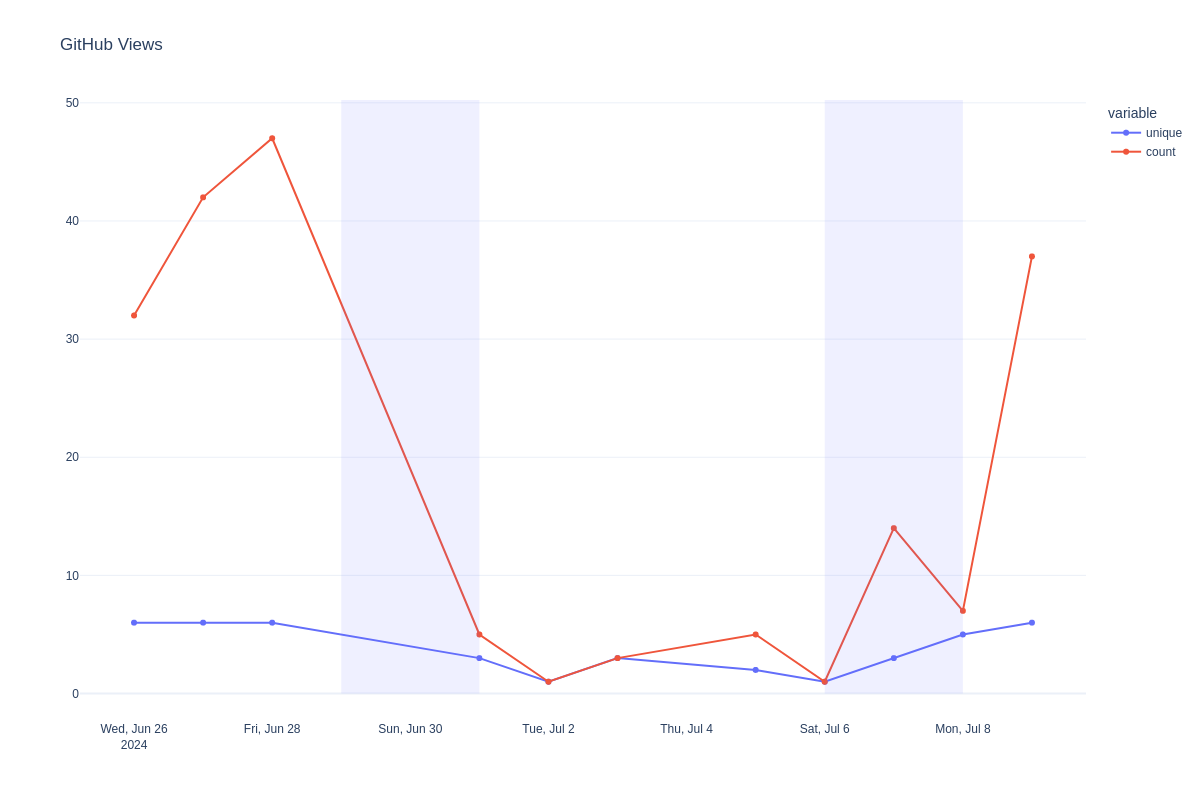 GitHub Views
50
40
30
20
10
0
Wed, Jun 26
2024
Fri, Jun 28
Sun, Jun 30
Tue, Jul 2
Thu, Jul 4
Sat, Jul 6
Mon, Jul 8
variable
unique
count